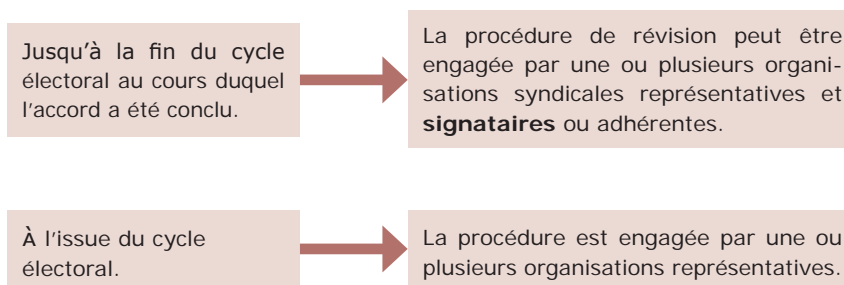 Jusqu'à la fin du cycle
électoral au cours duquel
l'accord a été conclu.
La procédure de révision peut être
engagée par une ou plusieurs organi-
sations syndicales représentatives et
signataires ou adhérentes.
À l'issue du cycle
électoral.
La procédure est engagée par une ou
plusieurs organisations représentatives.